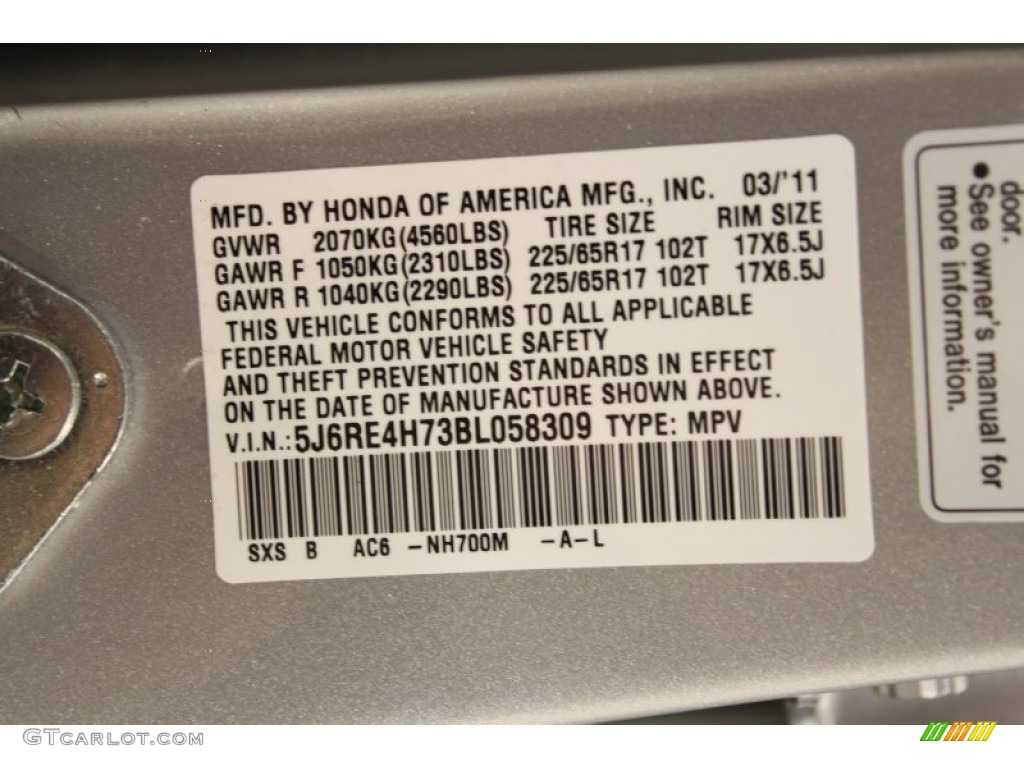 MFD. BY HONDA OF AMERICA MFG., INC. 03/'11
GVWR 2070KG(4560LBS) TIRE SIZE RIM SIZE
GAWR F 1050KG(2310LBS) 225/65R17 102T 17X6.5J
GAWR R 1040KG(2290LBS) 225/65R17 102T 17X6.5J
THIS VEHICLE CONFORMS TO ALL APPLICABLE
FEDERAL MOTOR VEHICLE SAFETY
AND THEFT PREVENTION STANDARDS IN EFFECT
ON THE DATE OF MANUFACTURE SHOWN ABOVE.
V.I.N.: 5J6RE4H73BL058309 TYPE: MPV
SXS B AC6 -NH700M -A-L
door.
● See owner's manual for
more information.
GTCarlot.com